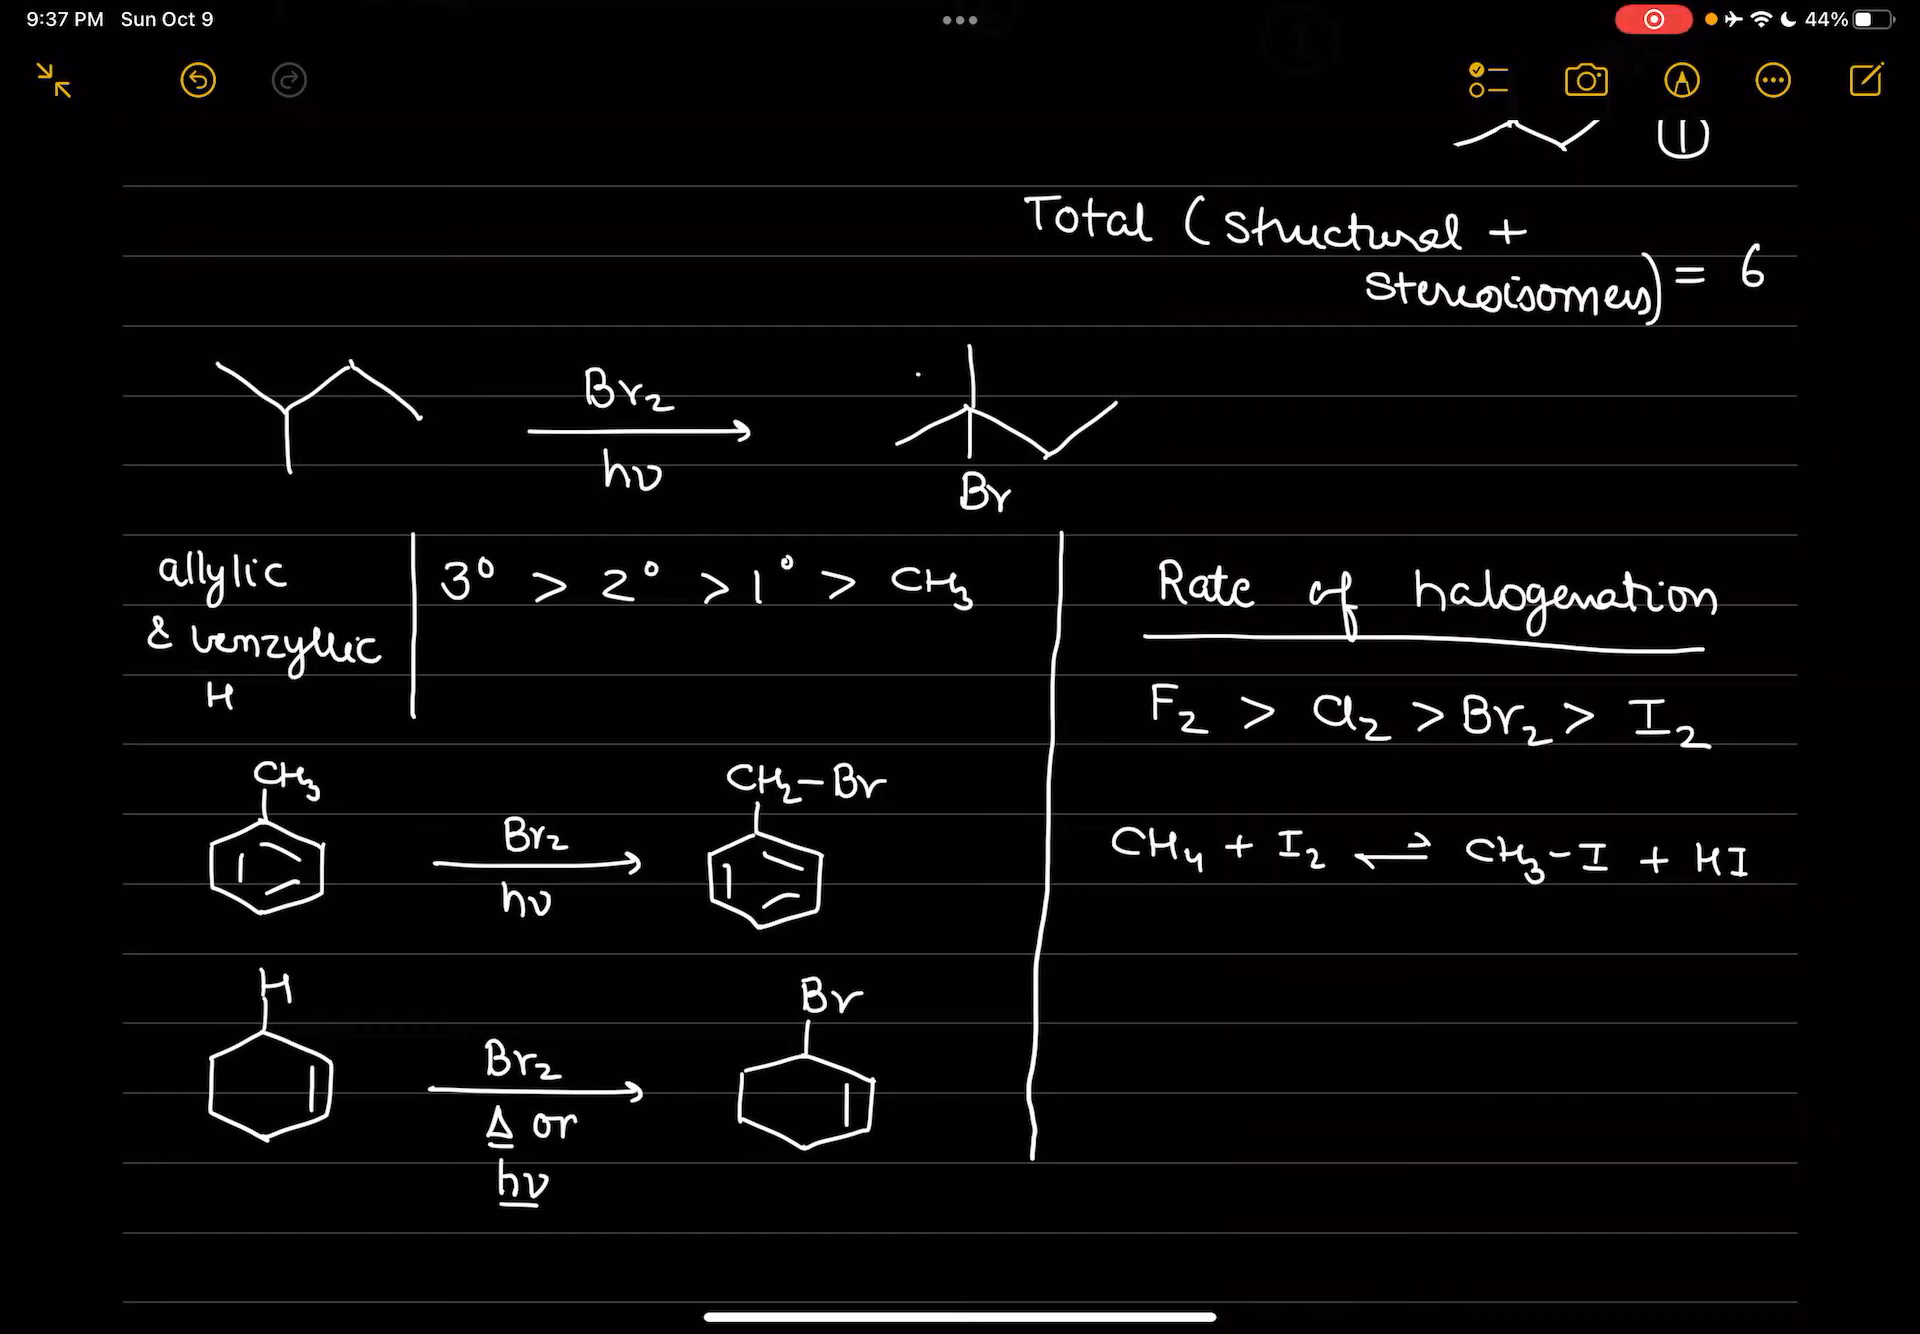 9:37 PM Sun Oct 9
44%
Total (structural +
stereoisomers) = 6
Br2
hν
Br
allylic
& benzyllic
H
3° > 2° > 1° > CH3
Rate of halogenation
F2 > Cl2 > Br2 > I2
CH3
Br2
hν
CH2-Br
CH4 + I2 ⇌ CH3-I + HI
H
Br2
Δ or
hν
Br